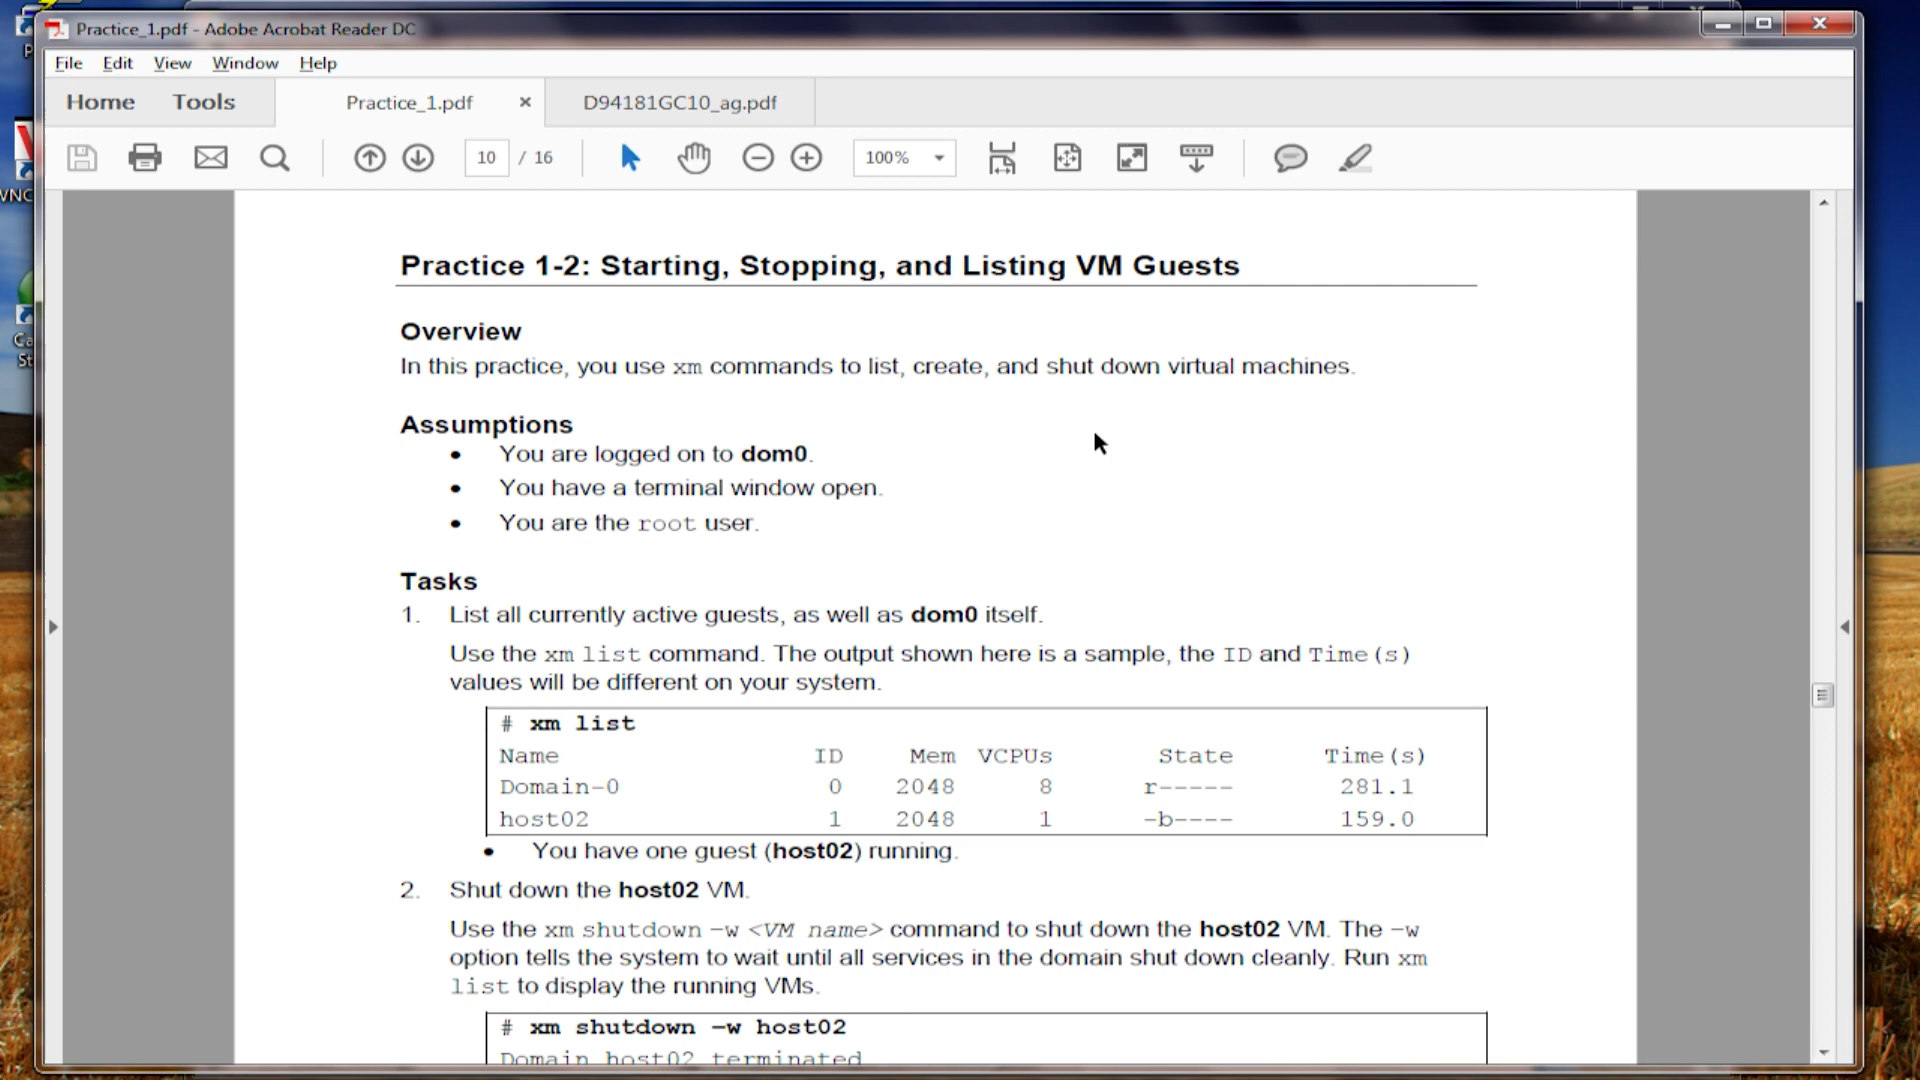 Practice_1.pdf - Adobe Acrobat Reader DC
File Edit View Window Help
Home Tools Practice_1.pdf × D94181GC10_ag.pdf
10 / 16 100%
Practice 1-2: Starting, Stopping, and Listing VM Guests
Overview
In this practice, you use xm commands to list, create, and shut down virtual machines.
Assumptions
• You are logged on to dom0.
• You have a terminal window open.
• You are the root user.
Tasks
1. List all currently active guests, as well as dom0 itself.
Use the xm list command. The output shown here is a sample, the ID and Time(s)
values will be different on your system.
# xm list
Name ID Mem VCPUs State Time(s)
Domain-0 0 2048 8 r----- 281.1
host02 1 2048 1 -b---- 159.0
• You have one guest (host02) running.
2. Shut down the host02 VM.
Use the xm shutdown -w <VM name> command to shut down the host02 VM. The -w
option tells the system to wait until all services in the domain shut down cleanly. Run xm
list to display the running VMs.
# xm shutdown -w host02
Domain host02 terminated